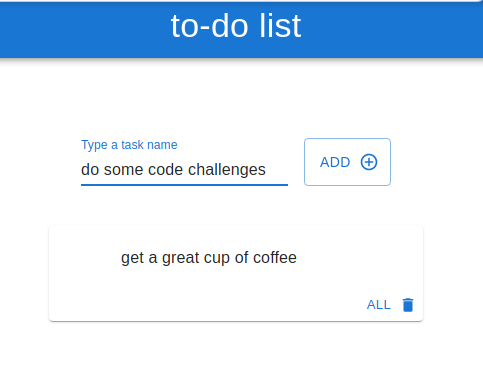 to-do list
Type a task name
do some code challenges
ADD
get a great cup of coffee
ALL